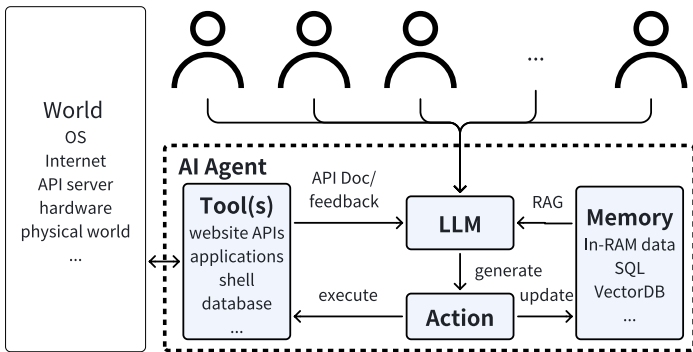 World
OS
Internet
API server
hardware
physical world
...
...
AI Agent
Tool(s)
website APIs
applications
shell
database
...
API Doc/
feedback
LLM
RAG
Memory
In-RAM data
SQL
VectorDB
...
generate
execute
Action
update